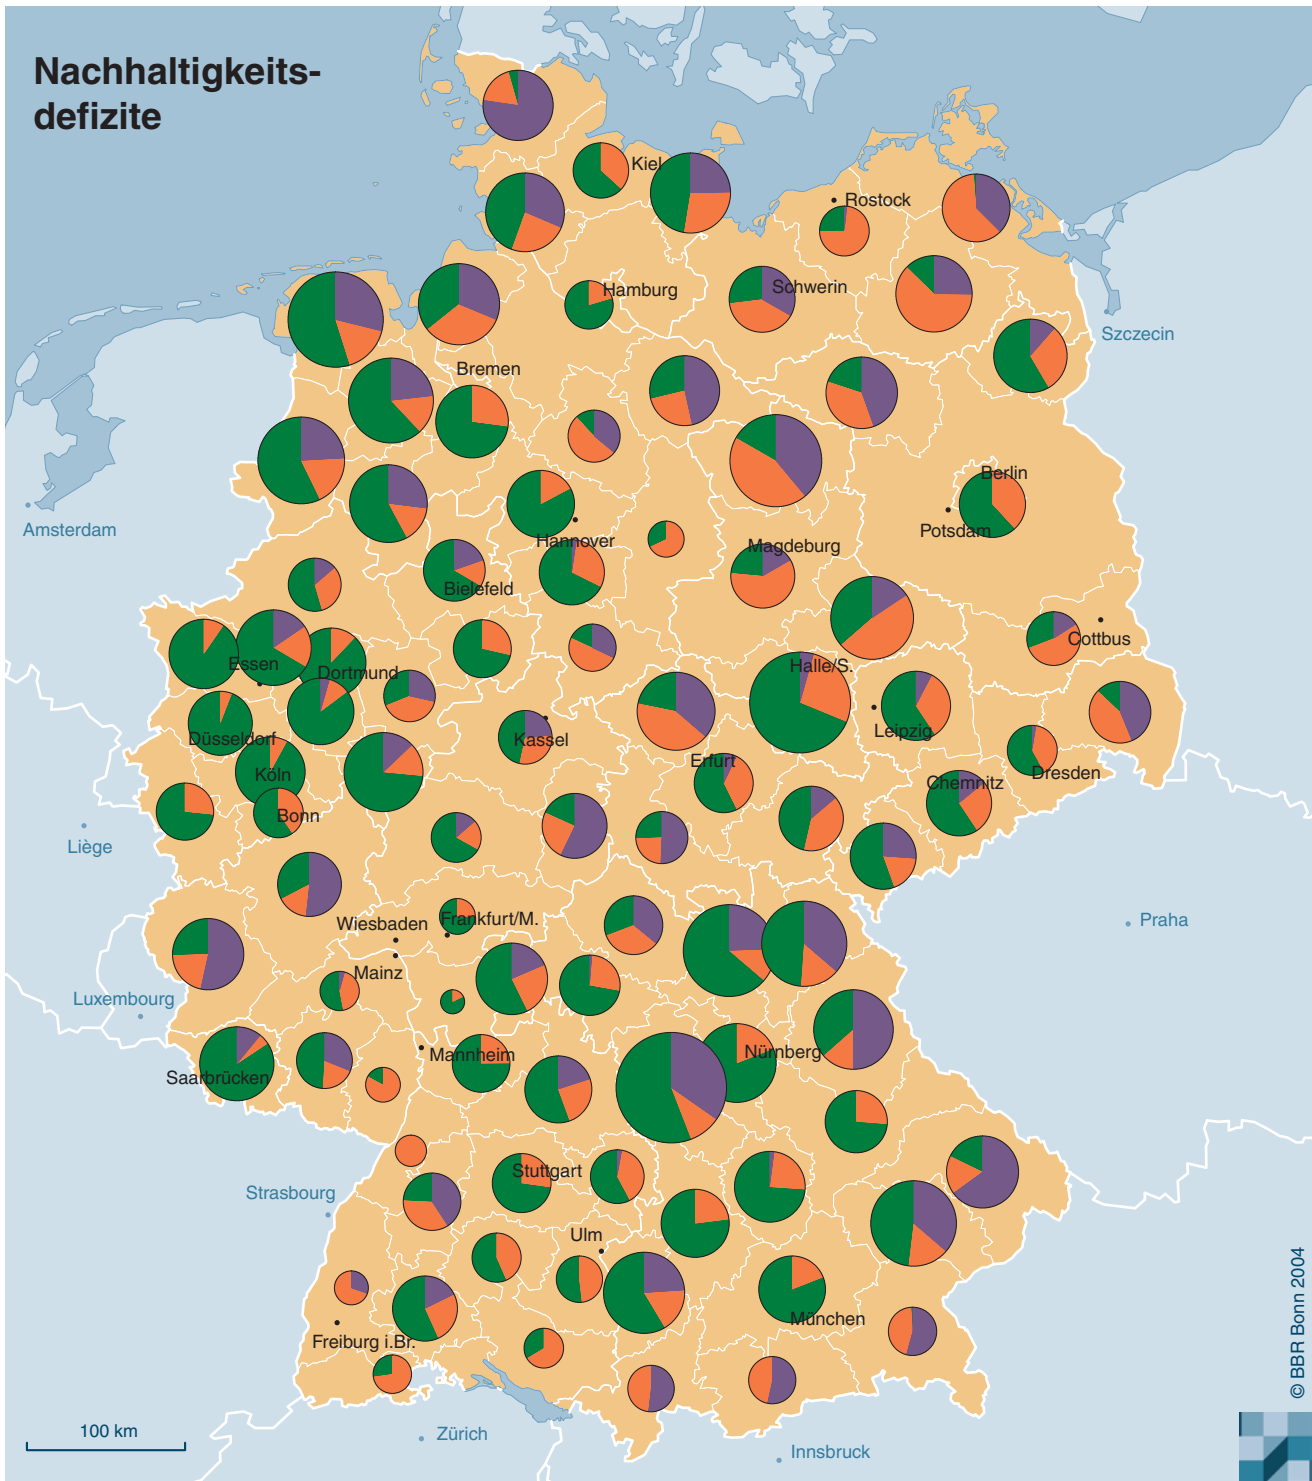 Nachhaltigkeits-
defizite
Kiel
Rostock
Hamburg
Schwerin
Szczecin
Bremen
Berlin
Amsterdam
Potsdam
Hannover
Magdeburg
Bielefeld
Cottbus
Essen
Halle/S.
Dortmund
Leipzig
Düsseldorf
Kassel
Erfurt
Dresden
Köln
Chemnitz
Bonn
Liège
Wiesbaden
Frankfurt/M.
Praha
Mainz
Luxembourg
Nürnberg
Mannheim
Saarbrücken
Stuttgart
Strasbourg
Ulm
München
Freiburg i.Br.
100 km
Zürich
Innsbruck
© BBR Bonn 2004